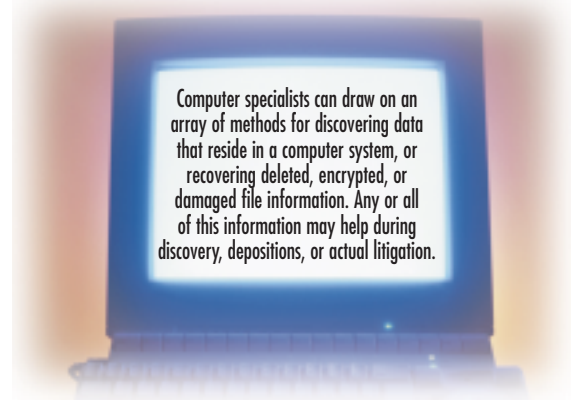 Computer specialists can draw on an
array of methods for discovering data
that reside in a computer system, or
recovering deleted, encrypted, or
damaged file information. Any or all
of this information may help during
discovery, depositions, or actual litigation.